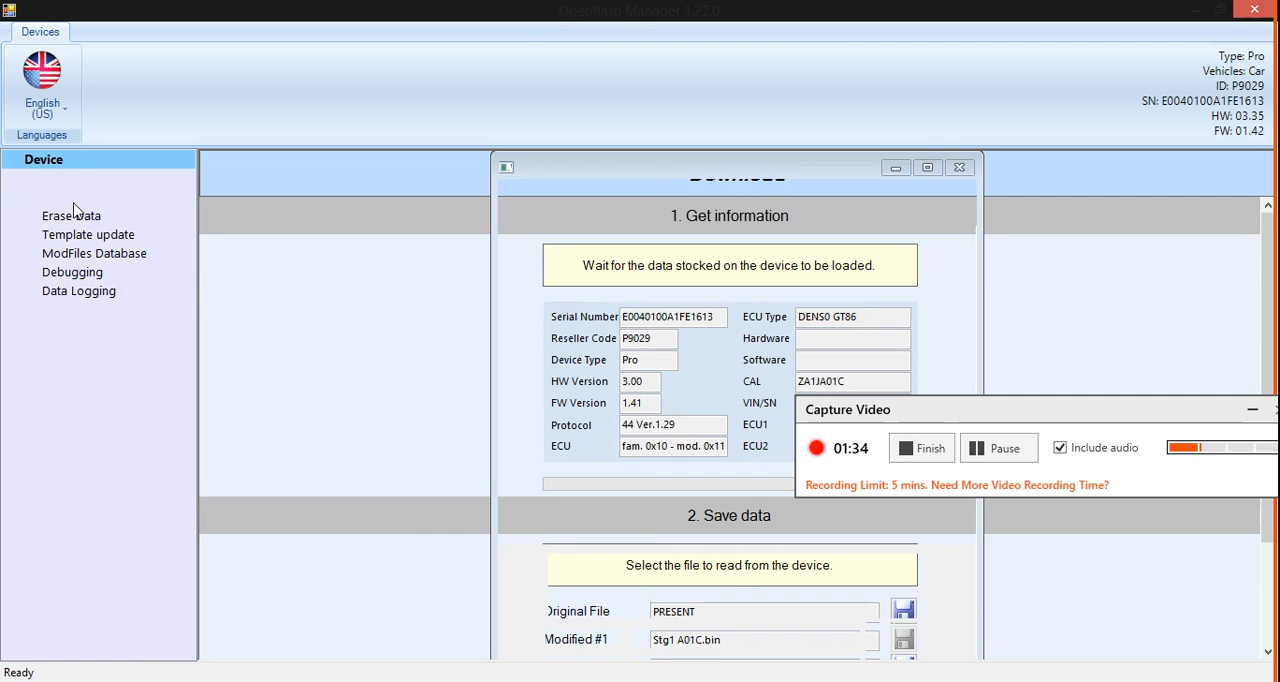 Openflash Manager 1.27.0
Devices
English
(US)
Languages
Type: Pro
Vehicles: Car
ID: P9029
SN: E0040100A1FE1613
HW: 03.35
FW: 01.42
Device
Erase Data
Template update
ModFiles Database
Debugging
Data Logging
Download
1. Get information
Wait for the data stocked on the device to be loaded.
Serial Number E0040100A1FE1613 ECU Type DENSO GT86
Reseller Code P9029 Hardware
Device Type Pro Software
HW Version 3.00 CAL ZA1JA01C
FW Version 1.41 VIN/SN
Protocol 44 Ver.1.29 ECU1
ECU fam. 0x10 - mod. 0x11 ECU2
Capture Video
01:34 Finish Pause Include audio
Recording Limit: 5 mins. Need More Video Recording Time?
2. Save data
Select the file to read from the device.
Original File PRESENT
Modified #1 Stg1 A01C.bin
Ready